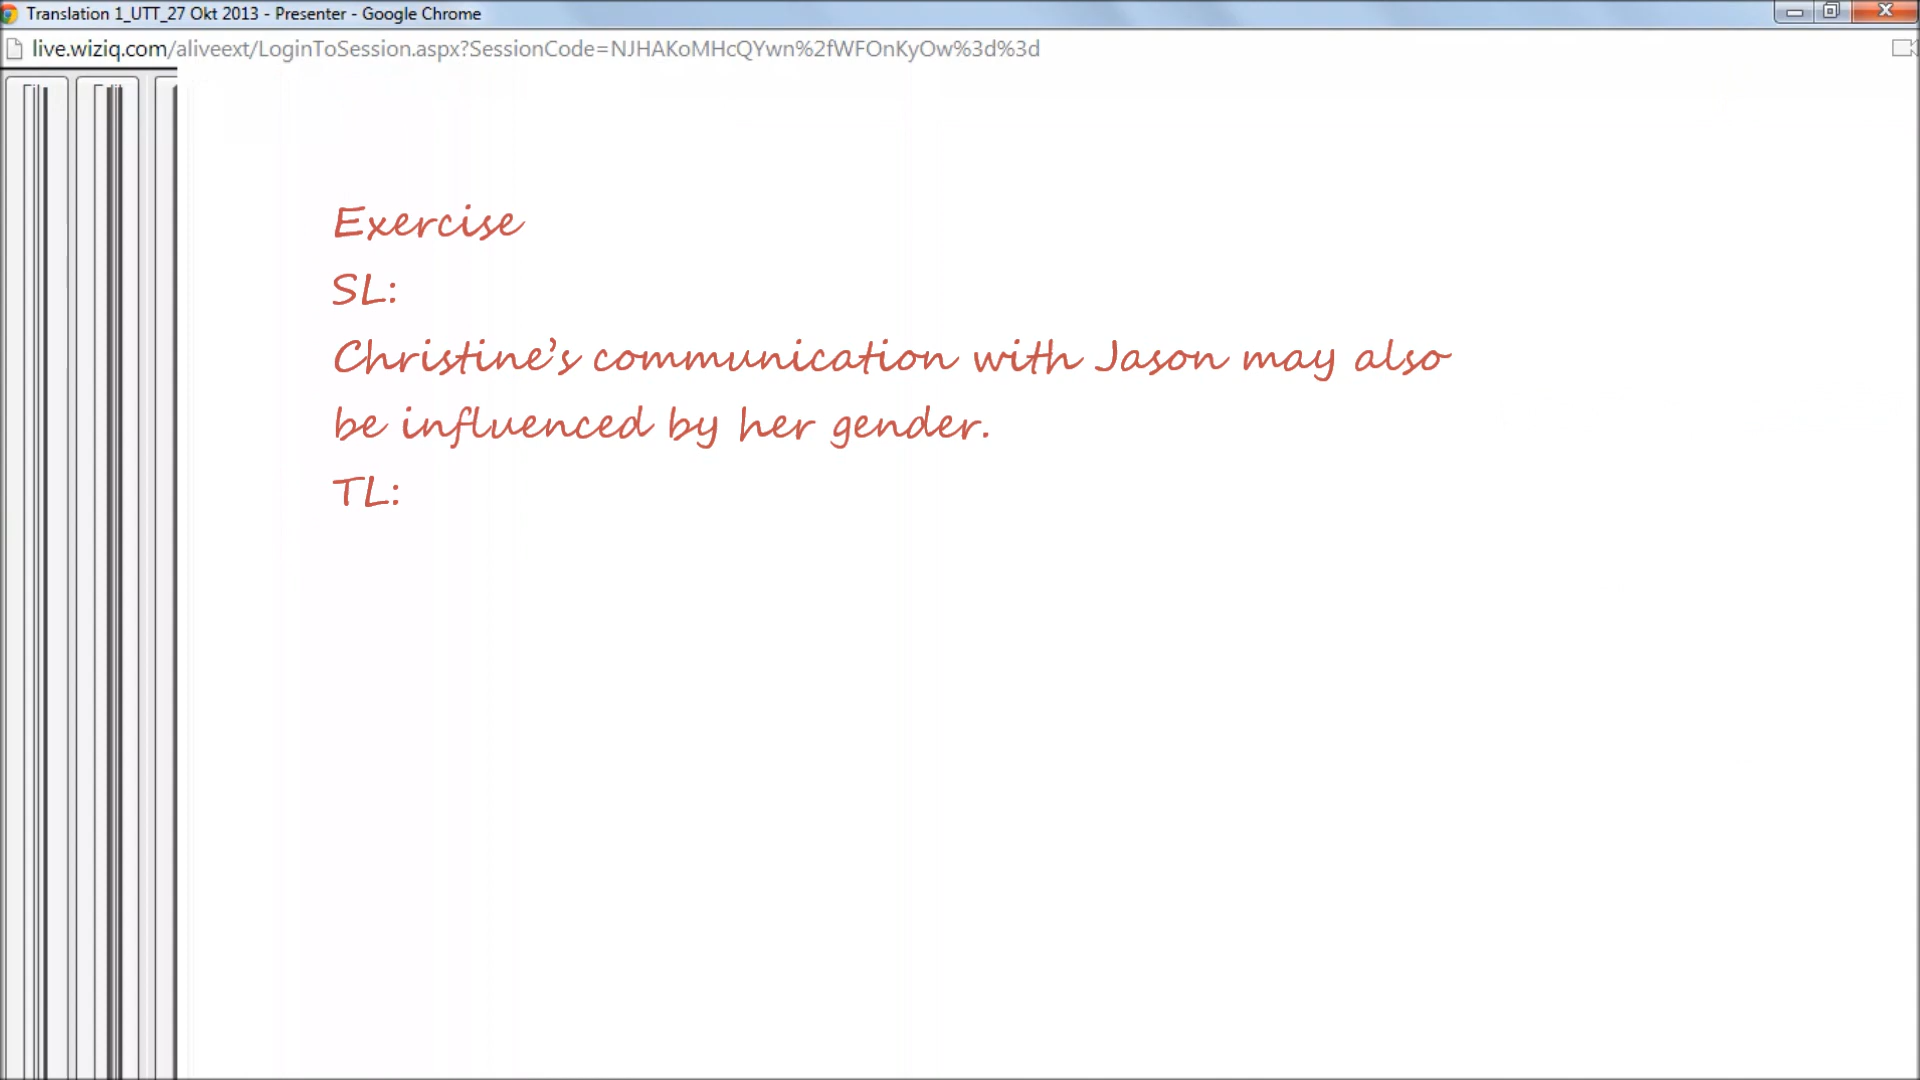 Translation 1_UTT_27 Okt 2013 - Presenter - Google Chrome
live.wiziq.com/aliveext/LoginToSession.aspx?SessionCode=NJHAKoMHcQYwn%2fWFOnKyOw%3d%3d
Exercise
SL:
Christine's communication with Jason may also
be influenced by her gender.
TL: